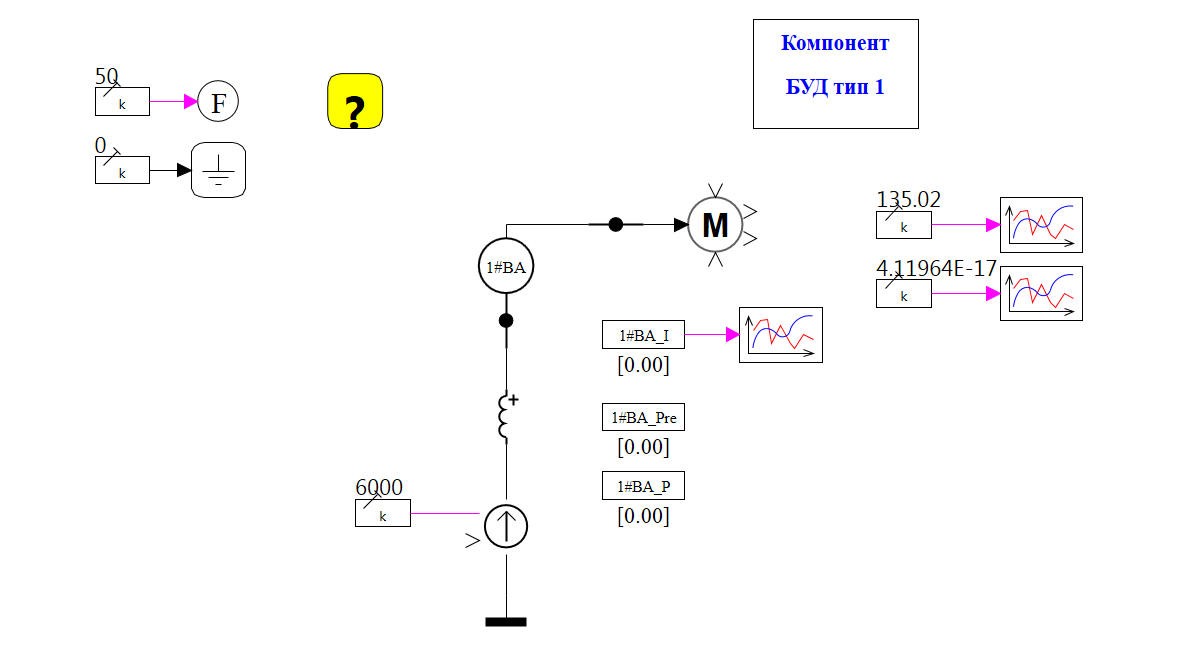 Компонент
БУД тип 1
50
k
F
?
0
k
135.02
k
M
4.11964E-17
k
1#BA
1#BA_I
[0.00]
+
1#BA_Pre
[0.00]
1#BA_P
[0.00]
6000
k